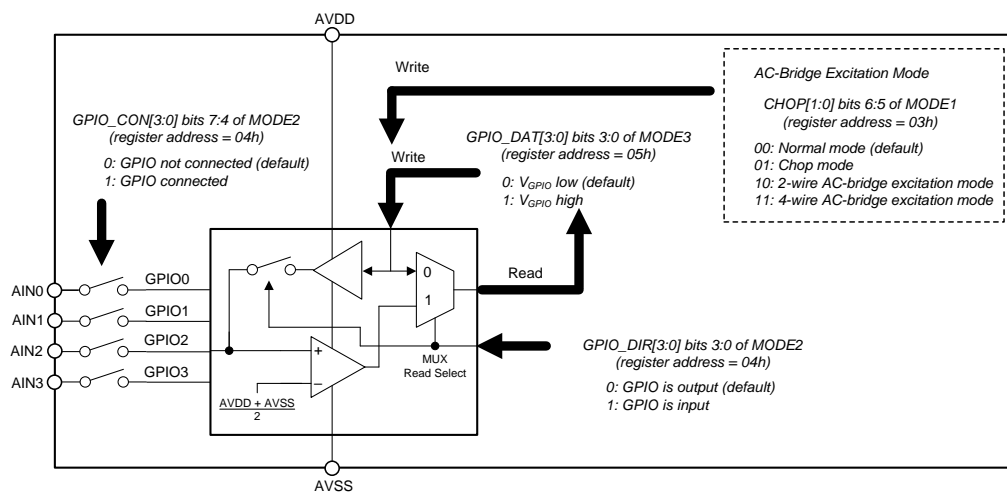 AVDD
Write
AC-Bridge Excitation Mode
CHOP[1:0] bits 6:5 of MODE1
(register address = 03h)
00: Normal mode (default)
01: Chop mode
10: 2-wire AC-bridge excitation mode
11: 4-wire AC-bridge excitation mode
GPIO_CON[3:0] bits 7:4 of MODE2
(register address = 04h)
0: GPIO not connected (default)
1: GPIO connected
Write
GPIO_DAT[3:0] bits 3:0 of MODE3
(register address = 05h)
0: VGPIO low (default)
1: VGPIO high
0
1
Read
AIN0
GPIO0
AIN1
GPIO1
AIN2
GPIO2
AIN3
GPIO3
+
−
AVDD + AVSS
2
MUX
Read Select
GPIO_DIR[3:0] bits 3:0 of MODE2
(register address = 04h)
0: GPIO is output (default)
1: GPIO is input
AVSS